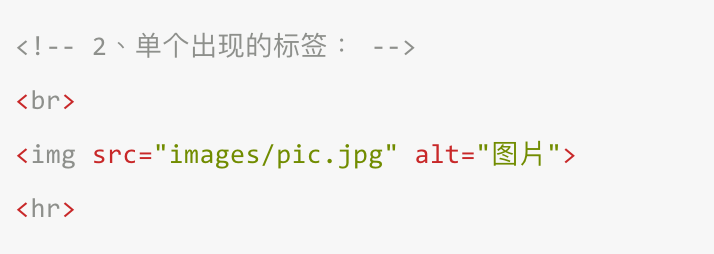 <!-- 2、单个出现的标签： -->
<br>
<img src="images/pic.jpg" alt="图片">
<hr>